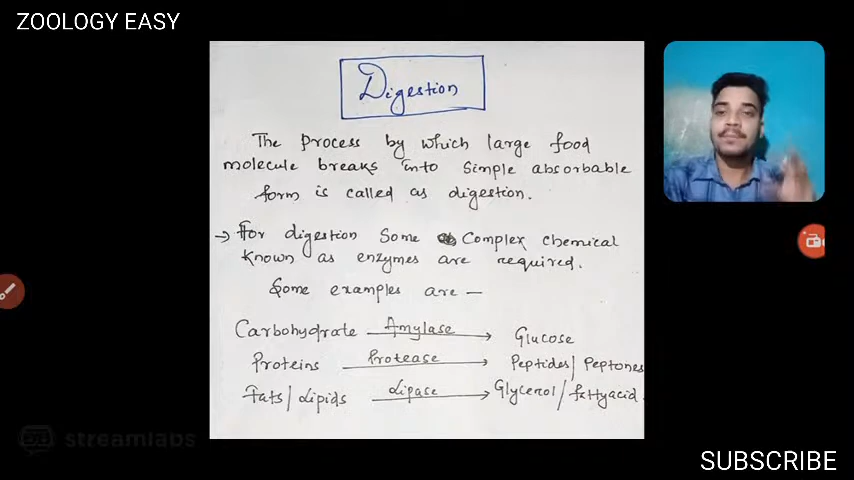 ZOOLOGY EASY
Digestion
The process by which large food
molecule breaks into simple absorbable
form is called as digestion.
→ For digestion some complex chemical
known as enzymes are required.
Some examples are —
Carbohydrate Amylase → Glucose
Proteins Protease → Peptides/Peptones
Fats/Lipids Lipase → Glycerol/fattyacid.
streamlabs
SUBSCRIBE